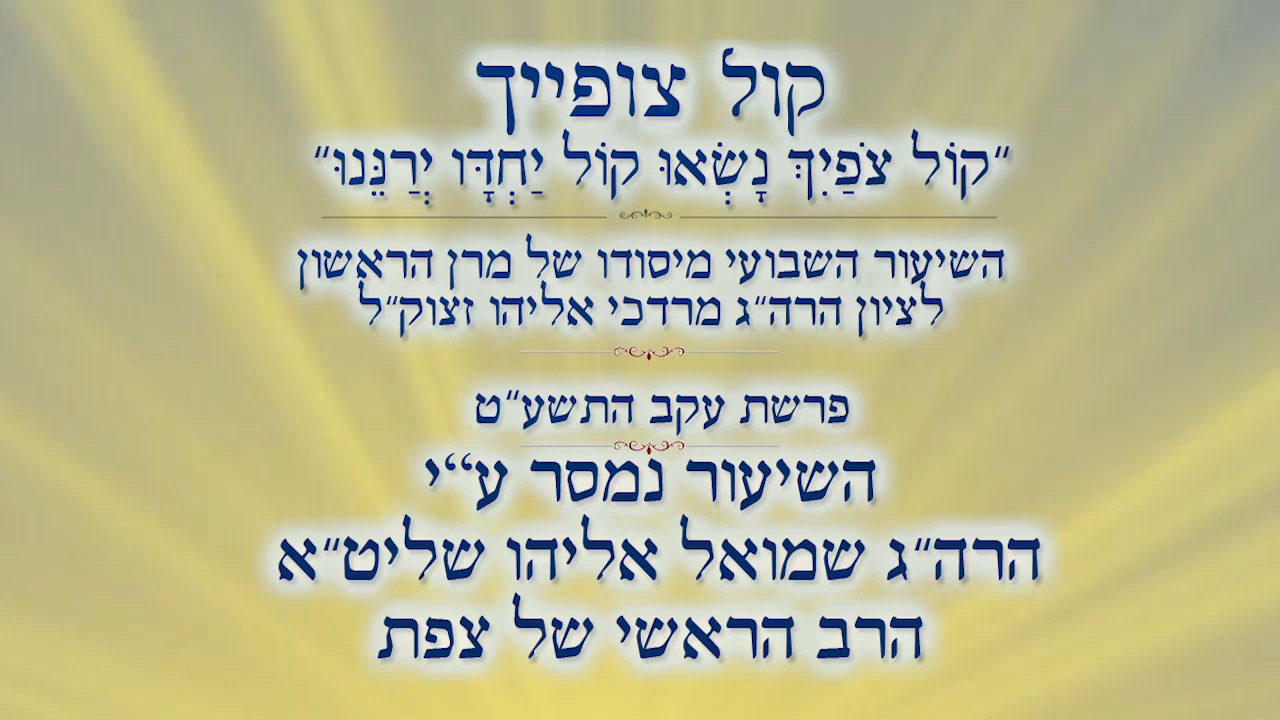 קול צופייך
"קוֹל צֹפַיִךְ נָשְׂאוּ קוֹל יַחְדָּו יְרַנֵּנוּ"
השיעור השבועי מיסודו של מרן הראשון
לציון הרה"ג מרדכי אליהו זצוק"ל
פרשת עקב התשע"ט
השיעור נמסר ע"י
הרה"ג שמואל אליהו שליט"א
הרב הראשי של צפת